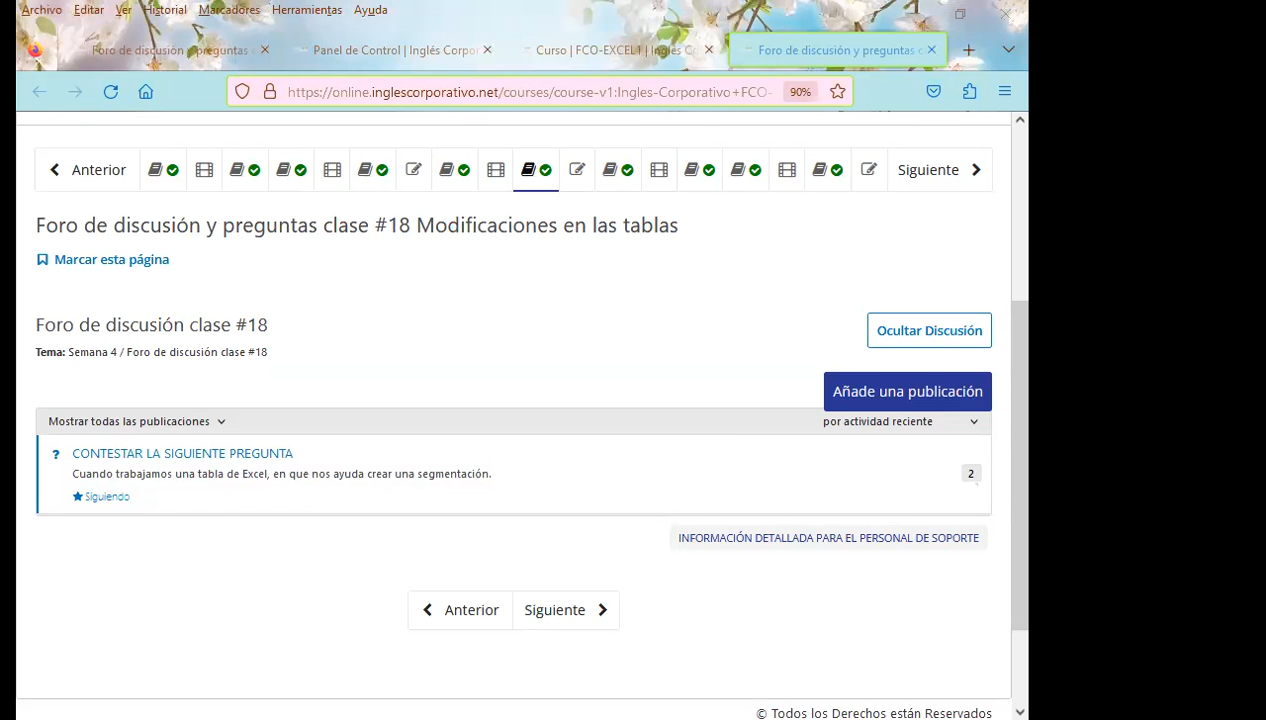 Archivo Editar Ver Historial Marcadores Herramientas Ayuda
Foro de discusión y preguntas c Panel de Control | Inglés Corpor Curso | FCO-EXCEL1 | Inglés Co Foro de discusión y preguntas c
https://online.inglescorporativo.net/courses/course-v1:Ingles-Corporativo+FCO- 90%
Anterior Siguiente
Foro de discusión y preguntas clase #18 Modificaciones en las tablas
Marcar esta página
Foro de discusión clase #18
Ocultar Discusión
Tema: Semana 4 / Foro de discusión clase #18
Añade una publicación
Mostrar todas las publicaciones por actividad reciente
? CONTESTAR LA SIGUIENTE PREGUNTA
Cuando trabajamos una tabla de Excel, en que nos ayuda crear una segmentación. 2
Siguiendo
INFORMACIÓN DETALLADA PARA EL PERSONAL DE SOPORTE
Anterior Siguiente
© Todos los Derechos están Reservados